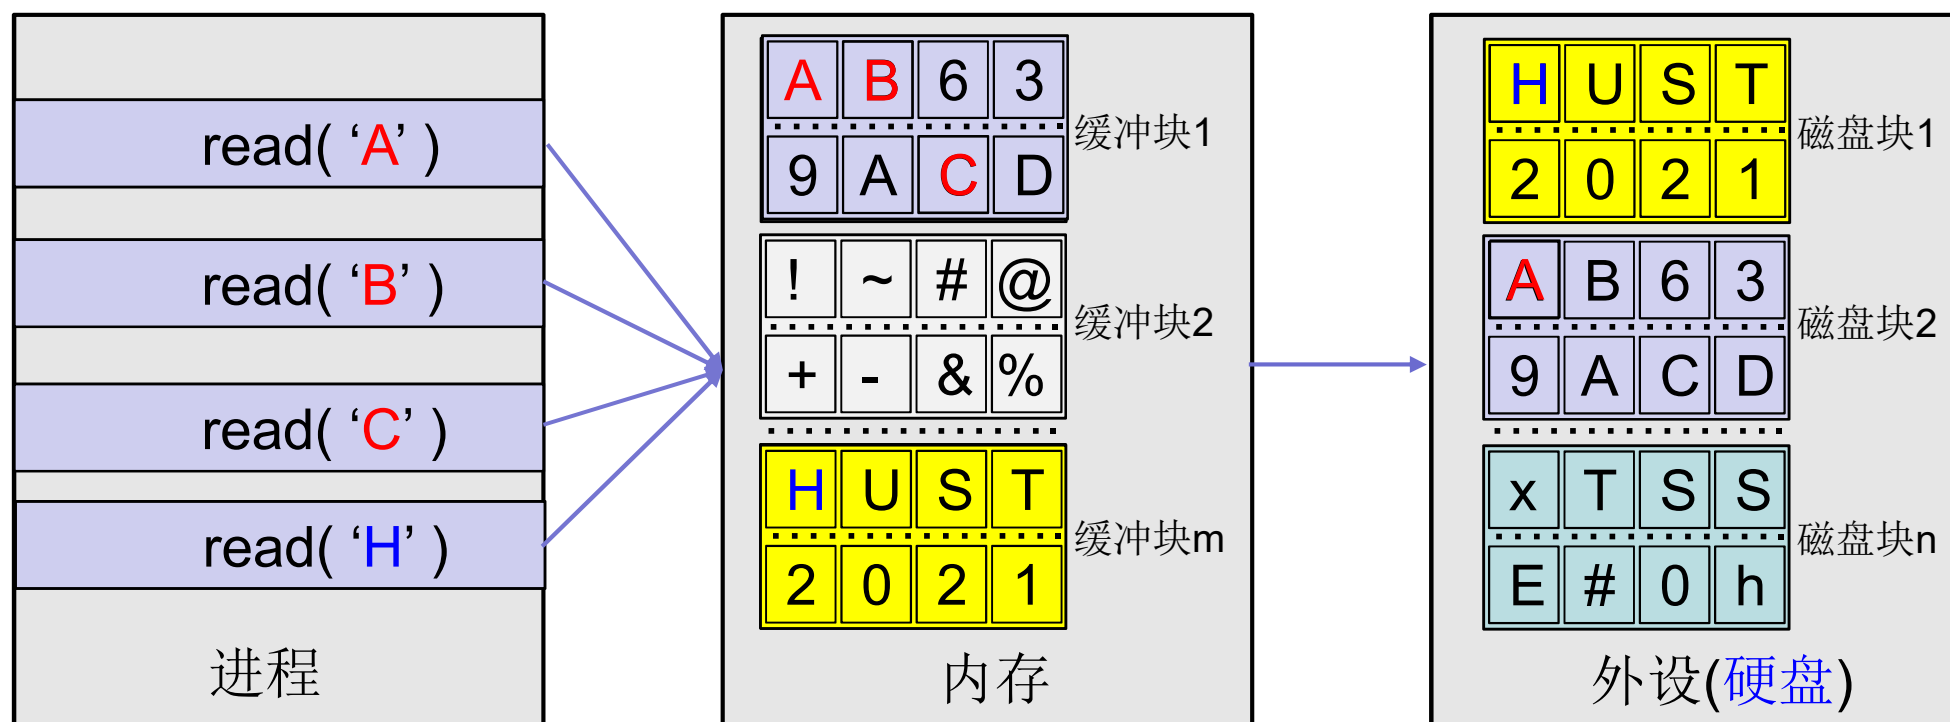 read( ‘A’ )
read( ‘B’ )
read( ‘C’ )
read( ‘H’ )
进程
A B 6 3
9 A C D
缓冲块1
! ~ # @
+ - & %
缓冲块2
H U S T
2 0 2 1
缓冲块m
内存
H U S T
2 0 2 1
磁盘块1
A B 6 3
9 A C D
磁盘块2
x T S S
E # 0 h
磁盘块n
外设(硬盘)